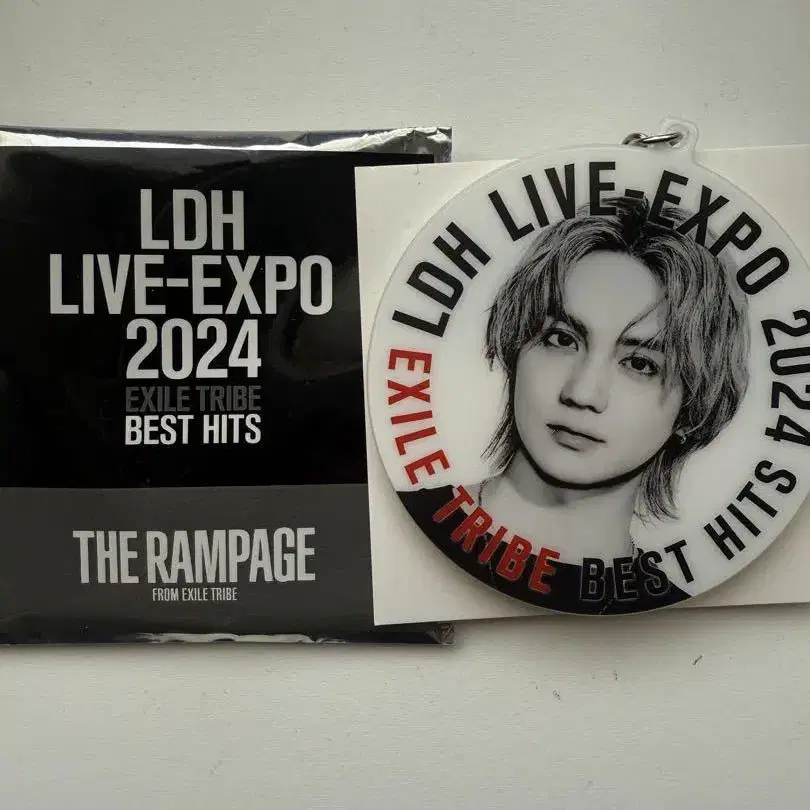 LDH
LIVE-EXPO
2024
EXILE TRIBE
BEST HITS
THE RAMPAGE
FROM EXILE TRIBE
LDH LIVE-EXPO 2024
EXILE TRIBE BEST HITS